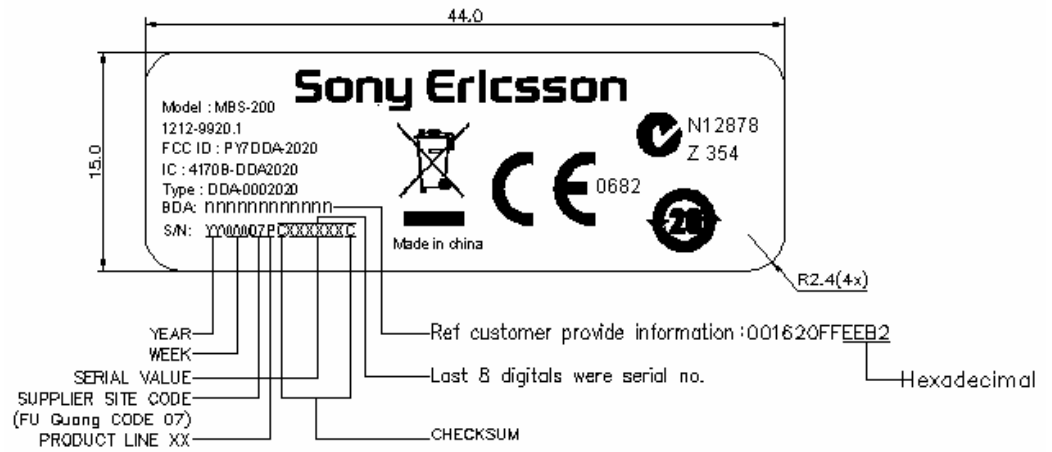 44.0
15.0
Sony Ericsson
Model : MBS-200
1212-9920.1
FCC ID : PY7DDA-2020
IC : 4170B-DDA2020
Type : DDA-0002020
BDA: nnnnnnnnnnnn
S/N:
Made in china
0682
N12878
Z 354
20
R2.4(4x)
YEAR
WEEK
SERIAL VALUE
SUPPLIER SITE CODE
(FU Guang CODE 07)
PRODUCT LINE XX
Ref customer provide information :001620FFEEB2
Last 8 digitals were serial no.
Hexadecimal
CHECKSUM